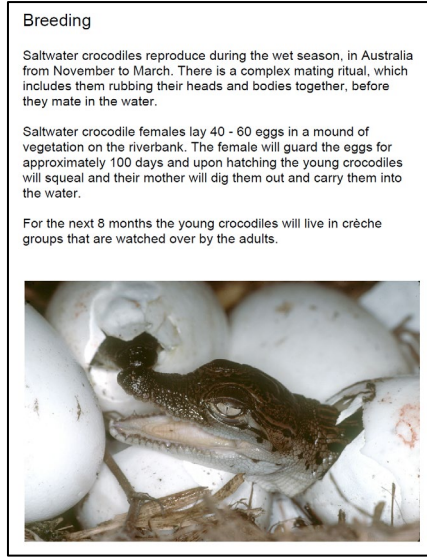 Breeding
Saltwater crocodiles reproduce during the wet season, in Australia
from November to March. There is a complex mating ritual, which
includes them rubbing their heads and bodies together, before
they mate in the water.
Saltwater crocodile females lay 40 - 60 eggs in a mound of
vegetation on the riverbank. The female will guard the eggs for
approximately 100 days and upon hatching the young crocodiles
will squeal and their mother will dig them out and carry them into
the water.
For the next 8 months the young crocodiles will live in crèche
groups that are watched over by the adults.